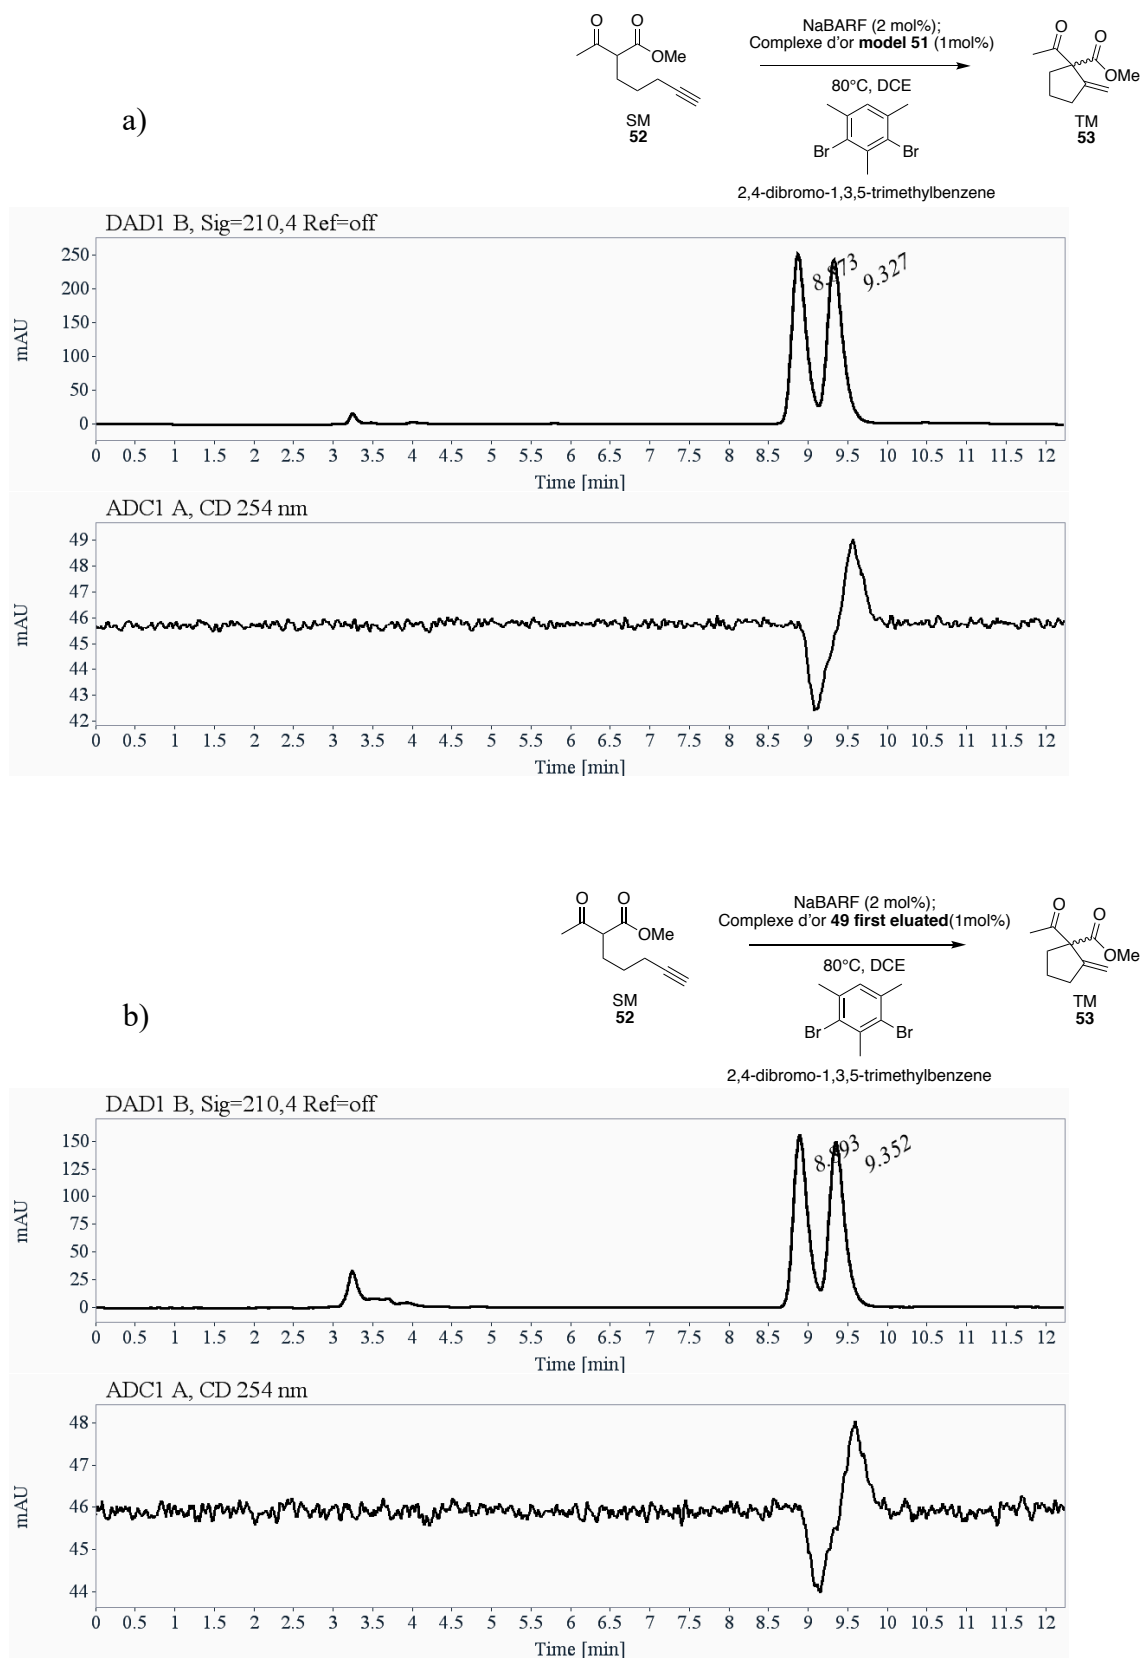 NaBARF (2 mol%);
Complexe d'or model 51 (1mol%)
O O
OMe
80°C, DCE
O O
OMe
SM
52
Br Br
TM
53
a)
2,4-dibromo-1,3,5-trimethylbenzene
DAD1 B, Sig=210,4 Ref=off
mAU
250
200
150
100
50
0
8.873 9.327
0 0.5 1 1.5 2 2.5 3 3.5 4 4.5 5 5.5 6 6.5 7 7.5 8 8.5 9 9.5 10 10.5 11 11.5 12
Time [min]
ADC1 A, CD 254 nm
mAU
49
48
47
46
45
44
43
42
0 0.5 1 1.5 2 2.5 3 3.5 4 4.5 5 5.5 6 6.5 7 7.5 8 8.5 9 9.5 10 10.5 11 11.5 12
Time [min]
NaBARF (2 mol%);
Complexe d'or 49 first eluated(1mol%)
O O
OMe
80°C, DCE
O O
OMe
SM
52
Br Br
TM
53
b)
2,4-dibromo-1,3,5-trimethylbenzene
DAD1 B, Sig=210,4 Ref=off
mAU
150
125
100
75
50
25
0
8.893 9.352
0 0.5 1 1.5 2 2.5 3 3.5 4 4.5 5 5.5 6 6.5 7 7.5 8 8.5 9 9.5 10 10.5 11 11.5 12
Time [min]
ADC1 A, CD 254 nm
mAU
48
47
46
45
44
0 0.5 1 1.5 2 2.5 3 3.5 4 4.5 5 5.5 6 6.5 7 7.5 8 8.5 9 9.5 10 10.5 11 11.5 12
Time [min]